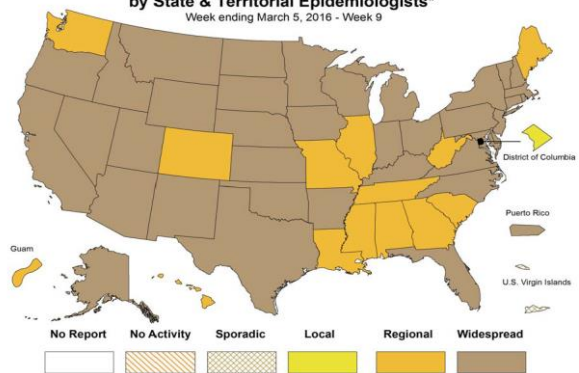 by State & Territorial Epidemiologists*
Week ending March 5, 2016 - Week 9
District of Columbia
Puerto Rico
Guam
U.S. Virgin Islands
No Report No Activity Sporadic Local Regional Widespread